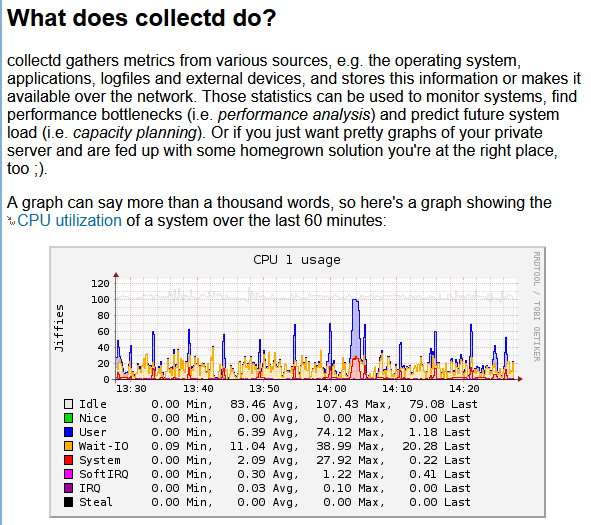 What does collectd do?
collectd gathers metrics from various sources, e.g. the operating system,
applications, logfiles and external devices, and stores this information or makes it
available over the network. Those statistics can be used to monitor systems, find
performance bottlenecks (i.e. performance analysis) and predict future system
load (i.e. capacity planning). Or if you just want pretty graphs of your private
server and are fed up with some homegrown solution you're at the right place,
too ;).
A graph can say more than a thousand words, so here's a graph showing the
CPU utilization of a system over the last 60 minutes:
CPU 1 usage
RRDTOOL / TOBI OETIKER
Jiffies
120
100
80
60
40
20
0
13:30 13:40 13:50 14:00 14:10 14:20
Idle 0.00 Min, 83.46 Avg, 107.43 Max, 79.08 Last
Nice 0.00 Min, 0.00 Avg, 0.00 Max, 0.00 Last
User 0.00 Min, 6.39 Avg, 74.12 Max, 1.18 Last
Wait-IO 0.09 Min, 11.04 Avg, 38.99 Max, 20.28 Last
System 0.00 Min, 2.09 Avg, 27.92 Max, 0.22 Last
SoftIRQ 0.00 Min, 0.30 Avg, 1.22 Max, 0.41 Last
IRQ 0.00 Min, 0.03 Avg, 0.10 Max, 0.00 Last
Steal 0.00 Min, 0.00 Avg, 0.00 Max, 0.00 Last